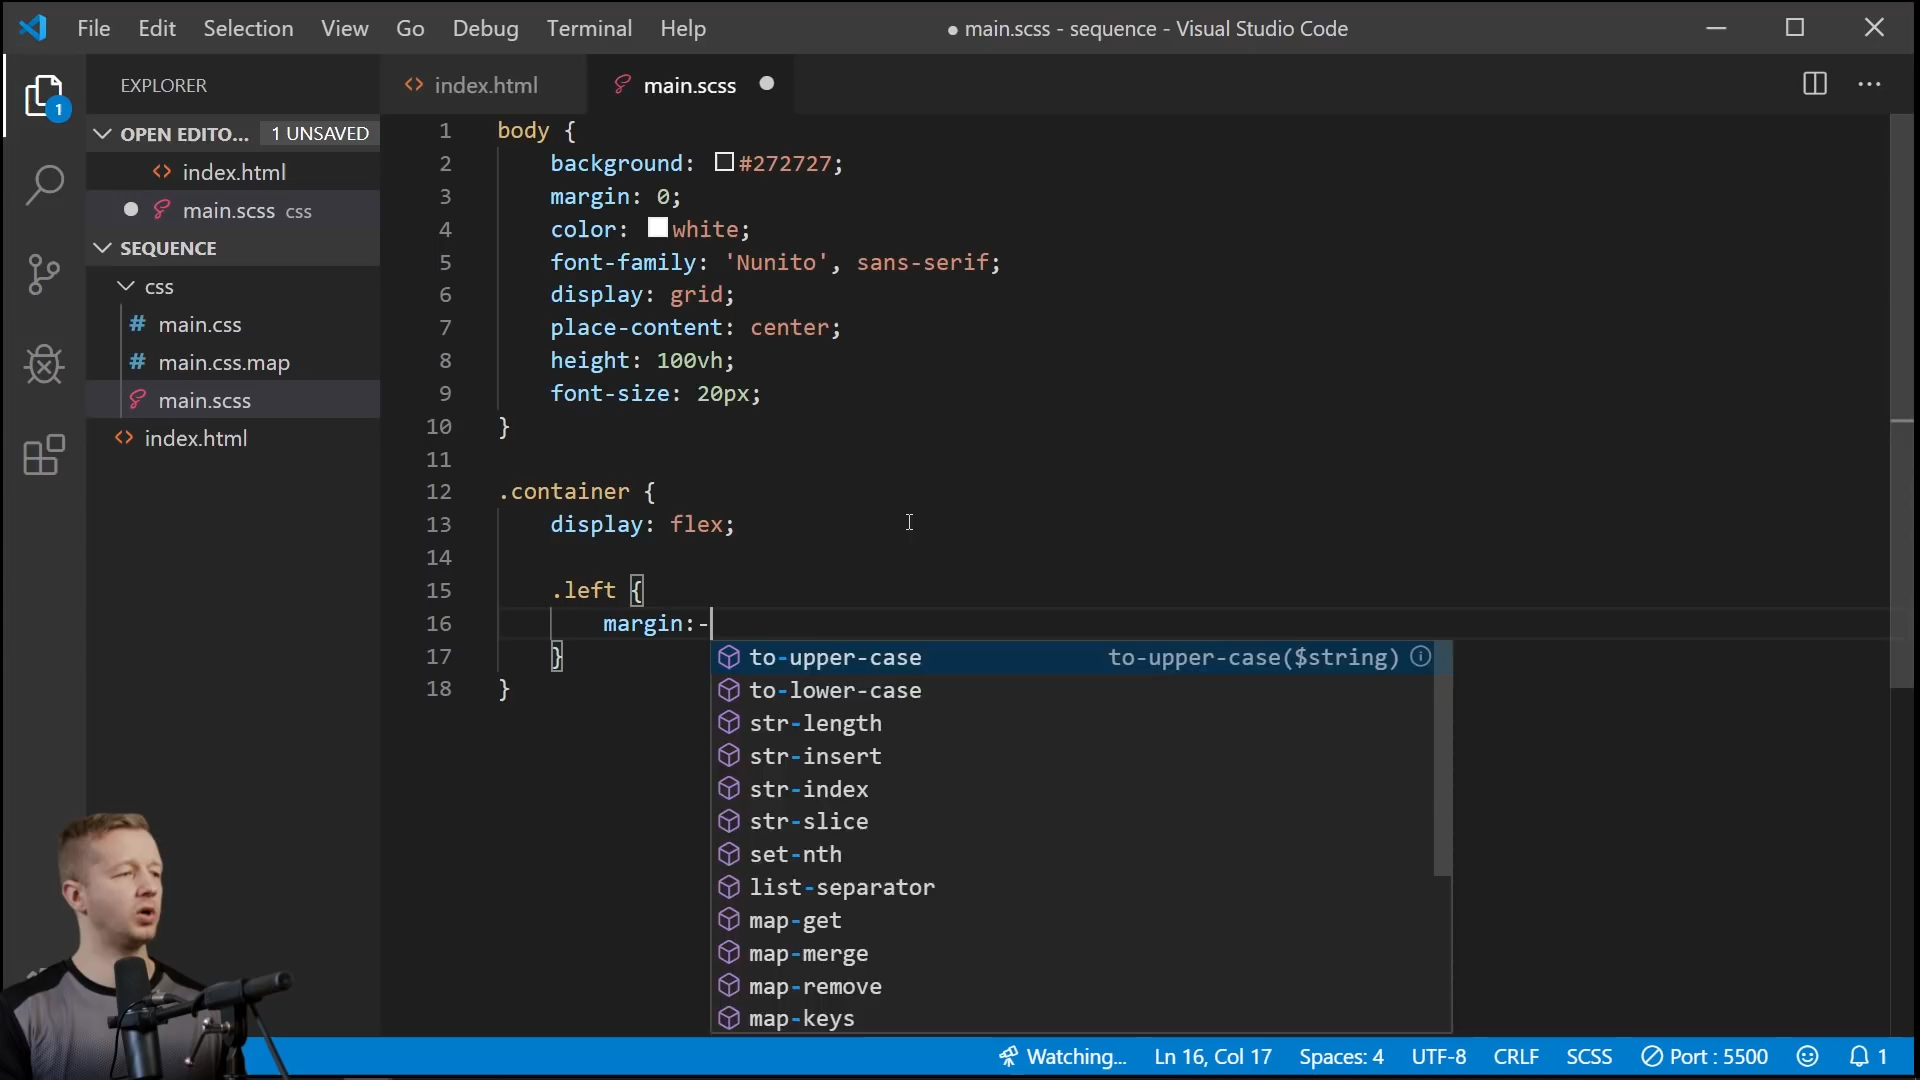 File Edit Selection View Go Debug Terminal Help
● main.scss - sequence - Visual Studio Code
EXPLORER
OPEN EDITO... 1 UNSAVED
index.html
main.scss css
SEQUENCE
css
# main.css
# main.css.map
main.scss
index.html
1
index.html main.scss
1 body {
2 background: #272727;
3 margin: 0;
4 color: white;
5 font-family: 'Nunito', sans-serif;
6 display: grid;
7 place-content: center;
8 height: 100vh;
9 font-size: 20px;
10 }
11
12 .container {
13 display: flex;
14
15 .left {
16 margin:-
17 }
18 }
to-upper-case to-upper-case($string)
to-lower-case
str-length
str-insert
str-index
str-slice
set-nth
list-separator
map-get
map-merge
map-remove
map-keys
Watching... Ln 16, Col 17 Spaces: 4 UTF-8 CRLF SCSS Port : 5500 1